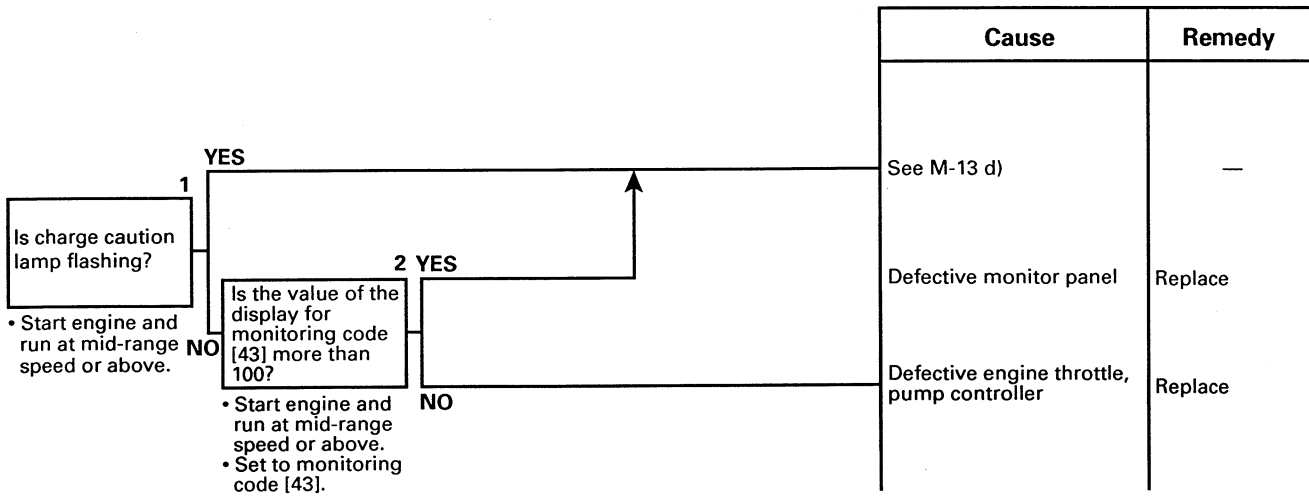 Cause
Remedy
YES
See M-13 d)
—
1
Is charge caution
lamp flashing?
• Start engine and
run at mid-range
speed or above.
NO
2
YES
Is the value of the
display for
monitoring code
[43] more than
100?
Defective monitor panel
Replace
• Start engine and
run at mid-range
speed or above.
• Set to monitoring
code [43].
NO
Defective engine throttle,
pump controller
Replace